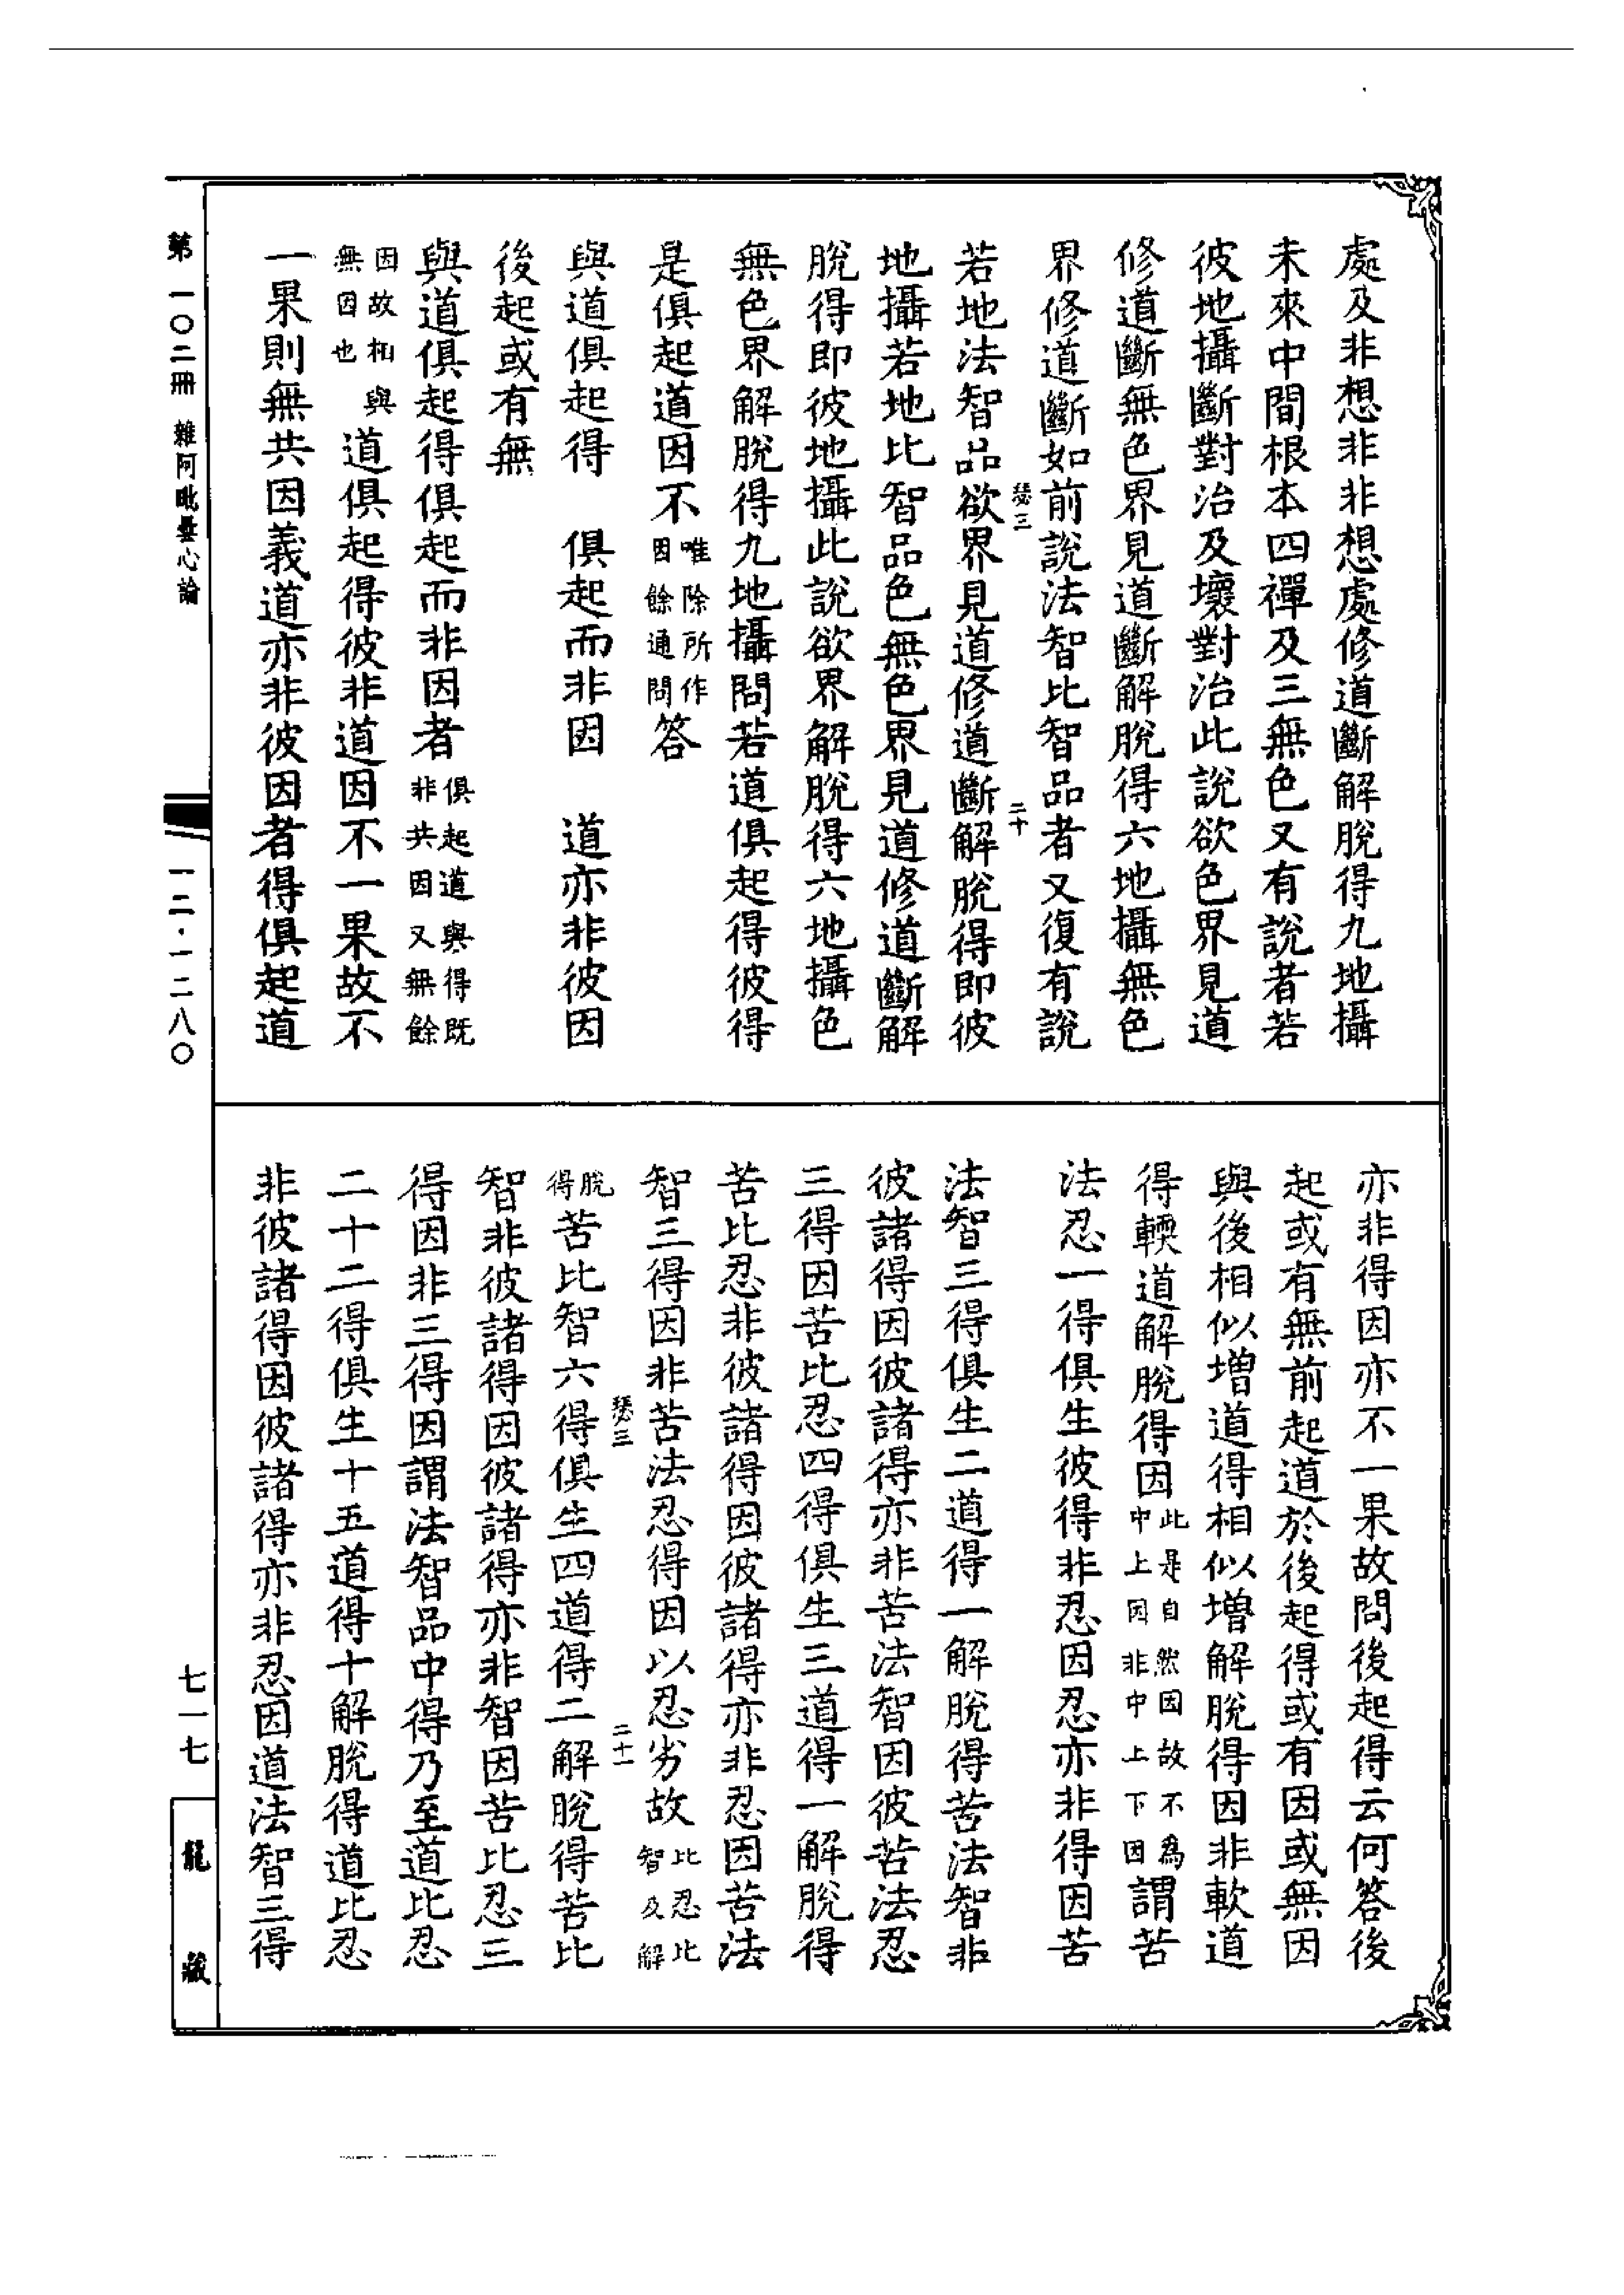 處及非想非非想處修道斷解脫得九地攝
未來中間根本四禪及三無色又有說者若
彼地攝斷對治及壞對治此說欲色界見道
修道斷無色界見道斷解脫得六地攝無色
界修道斷如前說法智比智品者又復有說
若地法智品欲界見道修道斷解脫得即彼
地攝若地比智品色無色界見道修道斷解
脫得即彼地攝此說欲界解脫得六地攝色
無色界解脫得九地攝問若道俱起得彼得
是俱起道因不唯除所作因餘通問答
與道俱起得 俱起而非因 道亦非彼因
後起或有無
與道俱起得俱起而非因者俱起道與得既非共因又無餘
因故相與無因也道俱起得彼非道因不一果故不
一果則無共因義道亦非彼因者得俱起道
亦非得因亦不一果故問後起得云何答後
起或有無前起道於後起得或有因或無因
與後相似增道得相似增解脫得因非軟道
得輭道解脫得因此是自然因故不為中上因非中上下因謂苦
法忍一得俱生彼得非忍因忍亦非得因苦
法智三得俱生二道得一解脫得苦法智非
彼諸得因彼諸得亦非苦法智因彼苦法忍
三得因苦比忍四得俱生三道得一解脫得
苦比忍非彼諸得因彼諸得亦非忍因苦法
智三得因非苦法忍得因以忍劣故比忍比智及解
脫得苦比智六得俱生四道得二解脫得苦比
智非彼諸得因彼諸得亦非智因苦比忍三
得因非三得因謂法智品中得乃至道比忍
二十二得俱生十五道得十解脫得道比忍
非彼諸得因彼諸得亦非忍因道法智三得
瑟三
二十
瑟三
二十一
第一〇二冊 雜阿毗曇心論
一二·一二八〇
七一七
龍藏